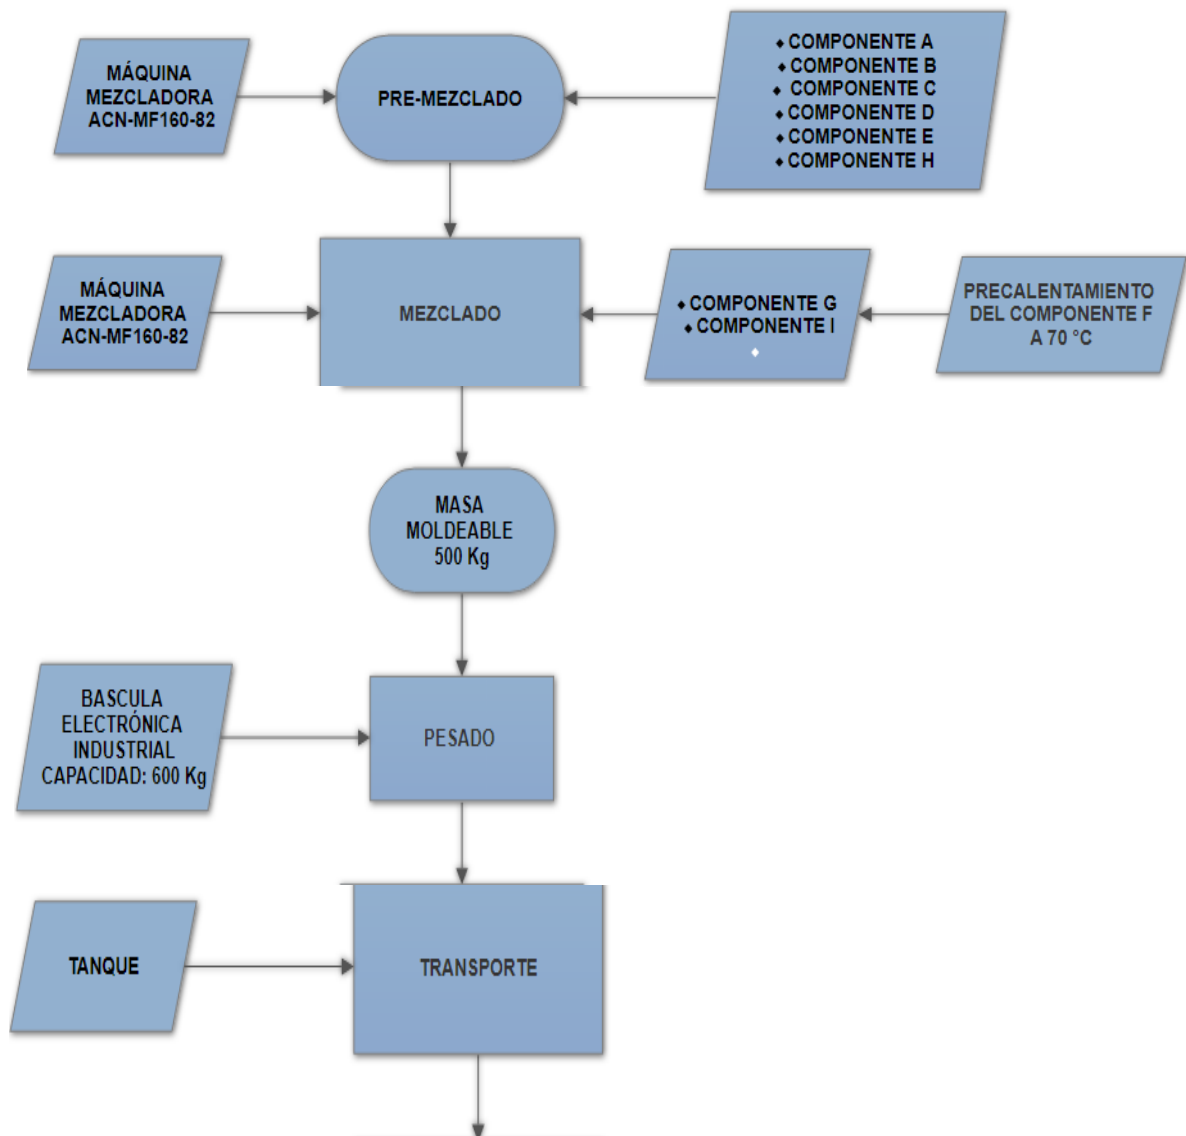 MÁQUINA
MEZCLADORA
ACN-MF160-82
PRE-MEZCLADO
⬥ COMPONENTE A
⬥ COMPONENTE B
⬥ COMPONENTE C
⬥ COMPONENTE D
⬥ COMPONENTE E
⬥ COMPONENTE H
MÁQUINA
MEZCLADORA
ACN-MF160-82
MEZCLADO
⬥ COMPONENTE G
⬥ COMPONENTE I
⬥
PRECALENTAMIENTO
DEL COMPONENTE F
A 70 °C
MASA
MOLDEABLE
500 Kg
BASCULA
ELECTRÓNICA
INDUSTRIAL
CAPACIDAD: 600 Kg
PESADO
TANQUE
TRANSPORTE